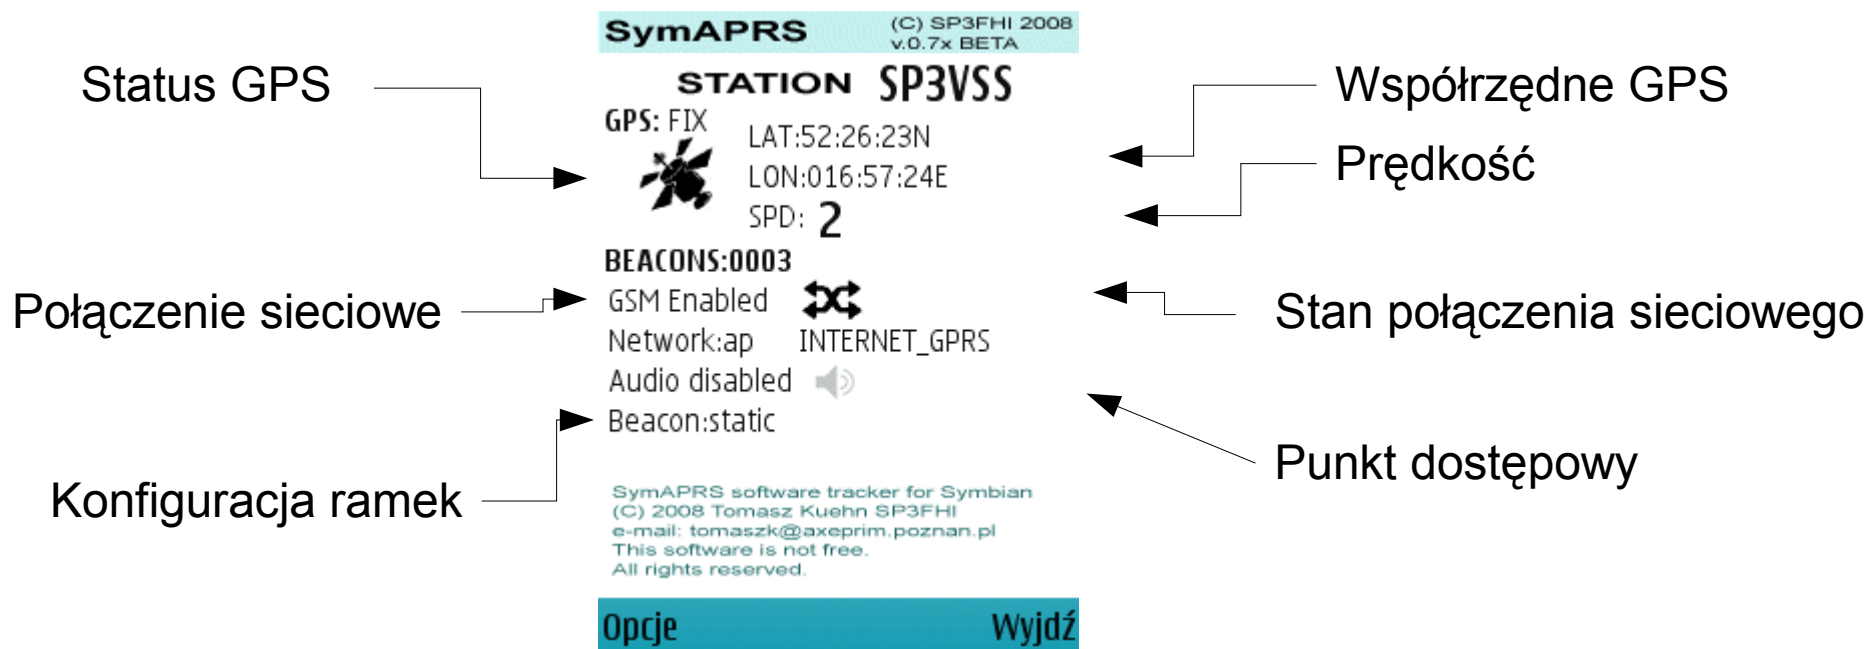 SymAPRS
(C) SP3FHI 2008
v.0.7x BETA
STATION SP3VSS
Status GPS
Współrzędne GPS
GPS: FIX
LAT:52:26:23N
Prędkość
LON:016:57:24E
SPD: 2
BEACONS:0003
Połączenie sieciowe
GSM Enabled
Stan połączenia sieciowego
Network:ap INTERNET_GPRS
Audio disabled
Beacon:static
Punkt dostępowy
Konfiguracja ramek
SymAPRS software tracker for Symbian
(C) 2008 Tomasz Kuehn SP3FHI
e-mail: tomaszk@axeprim.poznan.pl
This software is not free.
All rights reserved.
Opcje Wyjdź